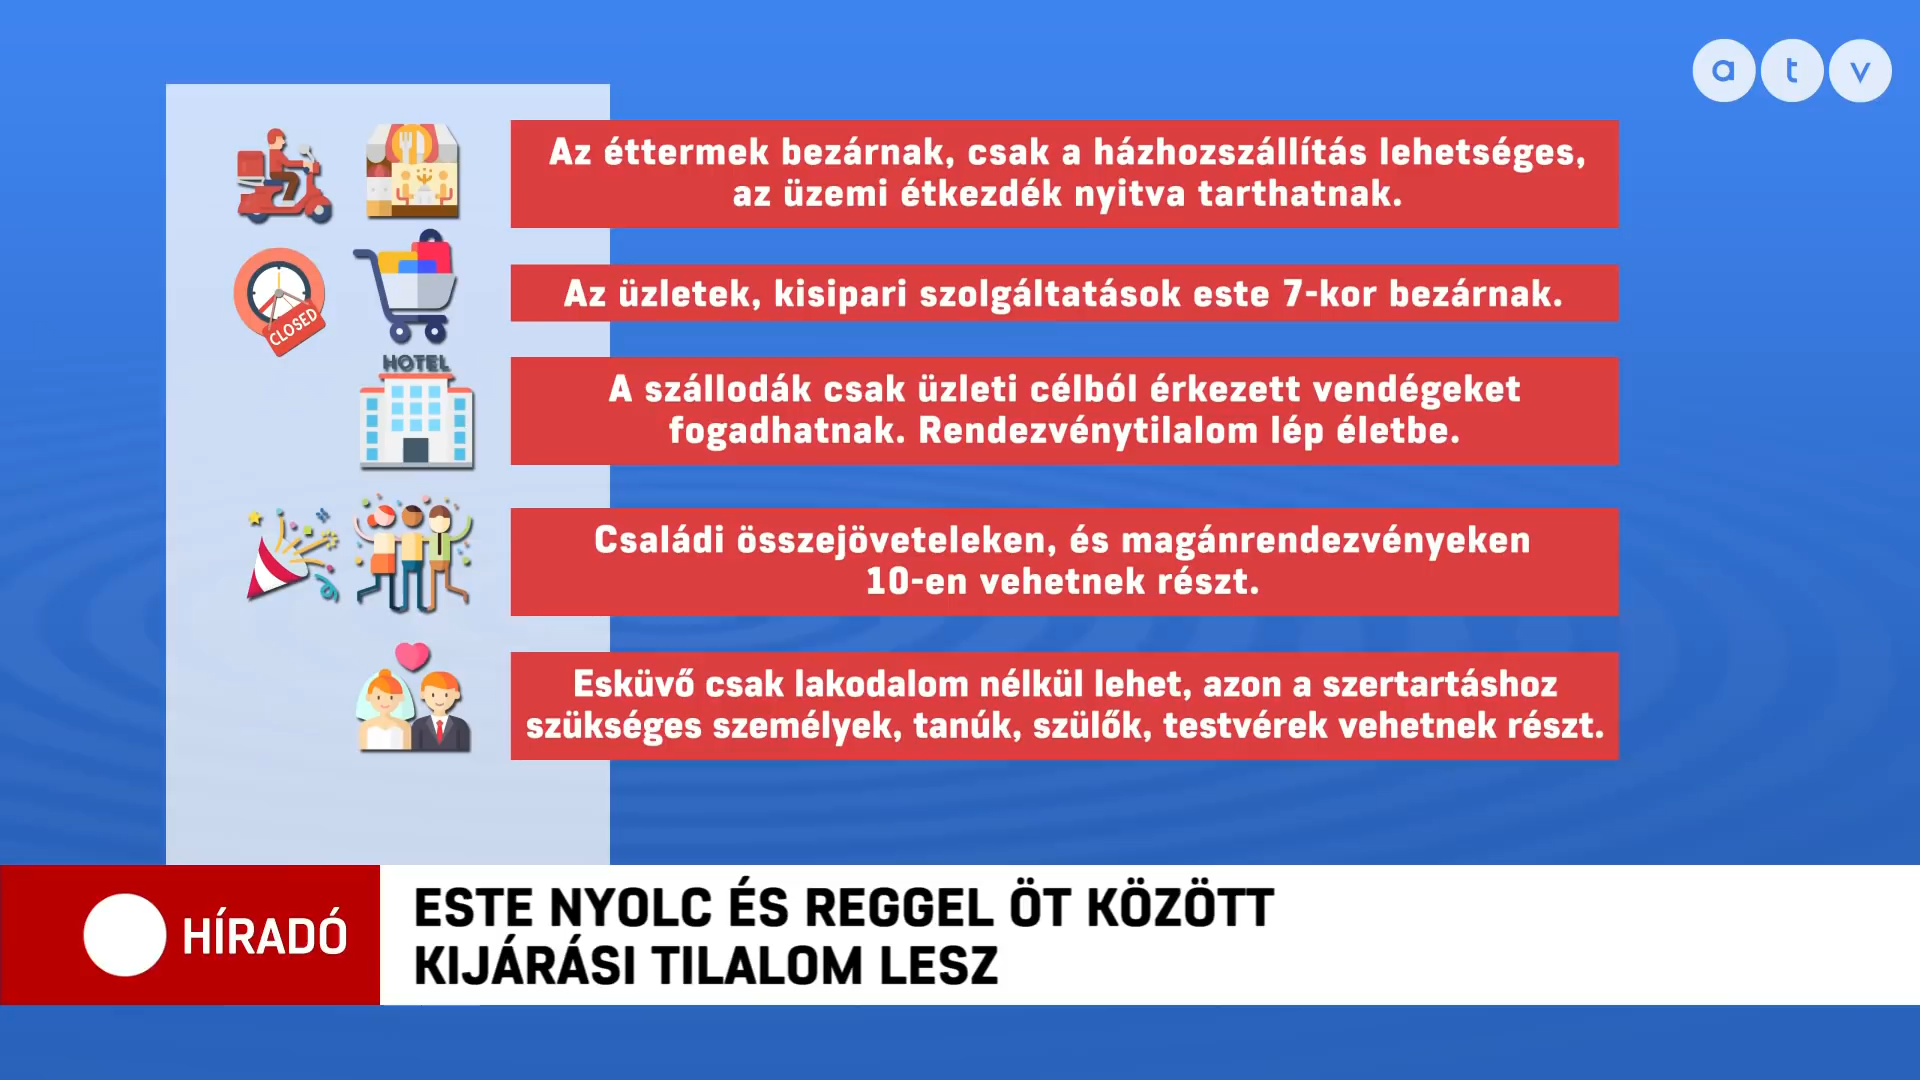 a t v
Az éttermek bezárnak, csak a házhozszállítás lehetséges,
az üzemi étkezdék nyitva tarthatnak.
CLOSED
Az üzletek, kisipari szolgáltatások este 7-kor bezárnak.
HOTEL
A szállodák csak üzleti célból érkezett vendégeket
fogadhatnak. Rendezvénytilalom lép életbe.
Családi összejöveteleken, és magánrendezvényeken
10-en vehetnek részt.
Esküvő csak lakodalom nélkül lehet, azon a szertartáshoz
szükséges személyek, tanúk, szülők, testvérek vehetnek részt.
HÍRADÓ
ESTE NYOLC ÉS REGGEL ÖT KÖZÖTT
KIJÁRÁSI TILALOM LESZ